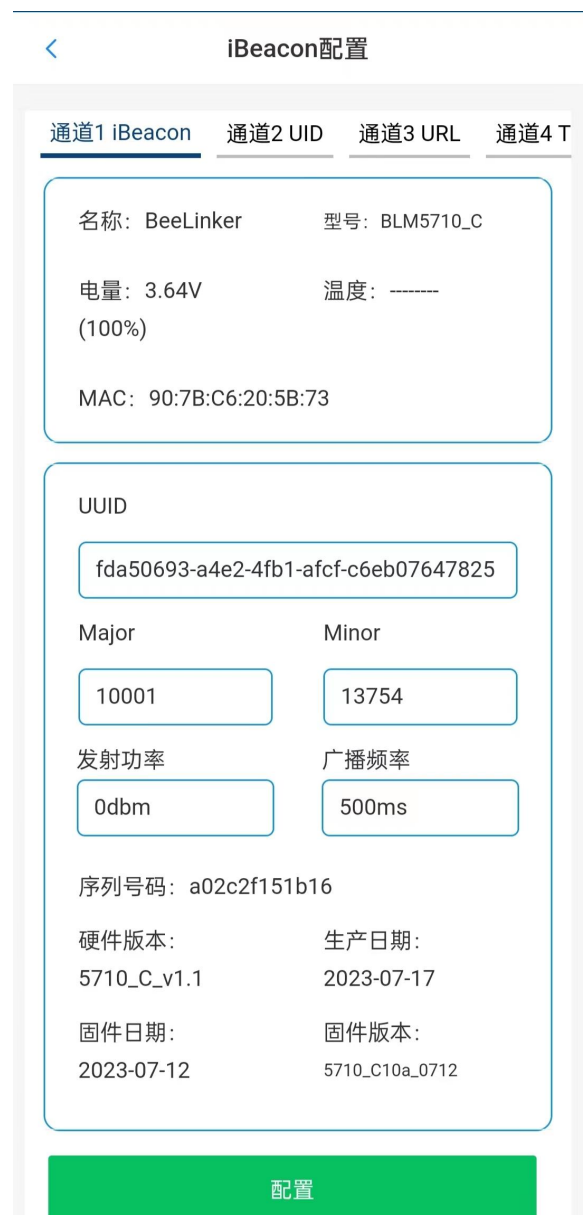 iBeacon配置
通道1 iBeacon 通道2 UID 通道3 URL 通道4 T
名称：BeeLinker 型号：BLM5710_C
电量：3.64V 温度：--------
(100%)
MAC：90:7B:C6:20:5B:73
UUID
fda50693-a4e2-4fb1-afcf-c6eb07647825
Major Minor
10001 13754
发射功率 广播频率
0dbm 500ms
序列号码：a02c2f151b16
硬件版本： 生产日期：
5710_C_v1.1 2023-07-17
固件日期： 固件版本：
2023-07-12 5710_C10a_0712
配置